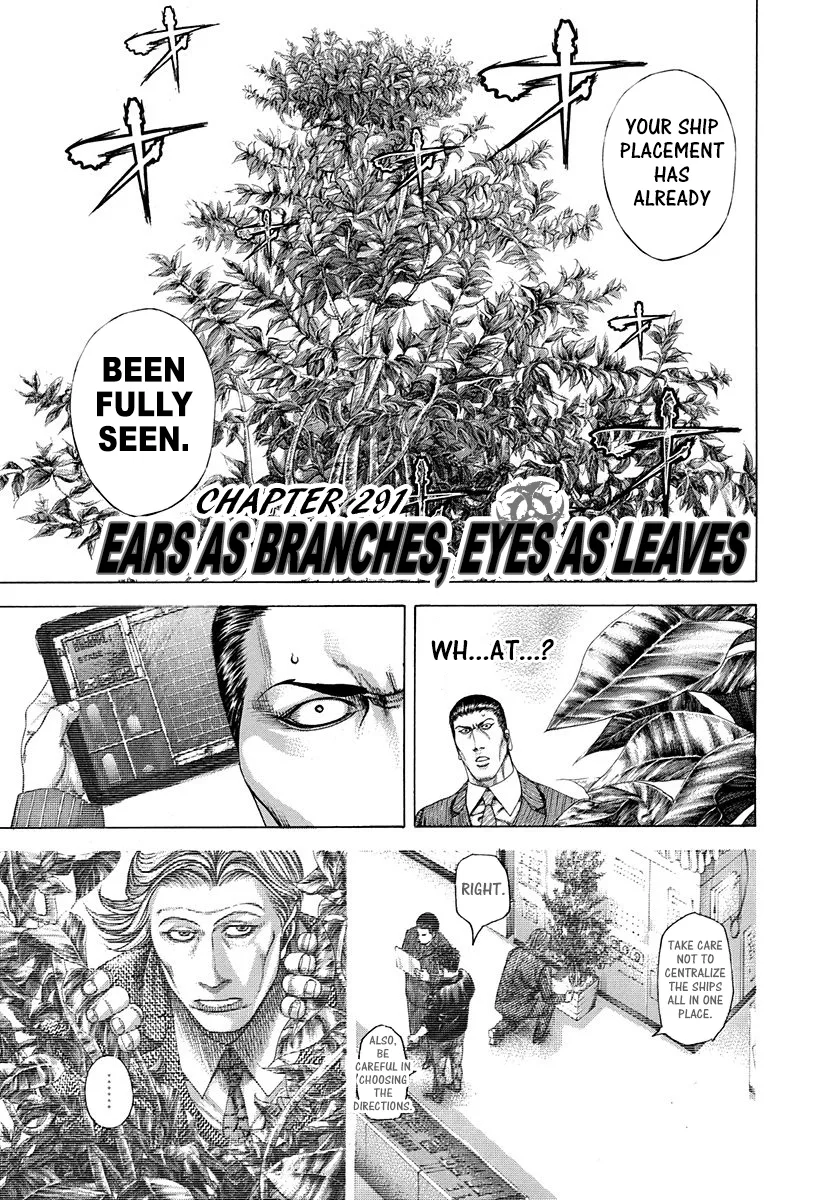 YOUR SHIP
PLACEMENT
HAS
ALREADY
BEEN
FULLY
SEEN.
CHAPTER 291
EARS AS BRANCHES, EYES AS LEAVES
WH...AT...?
TAKE CARE
NOT TO
CENTRALIZE
THE SHIPS
ALL IN ONE
PLACE.
RIGHT.
ALSO,
BE
CAREFUL IN
CHOOSING
THE
DIRECTIONS.
......